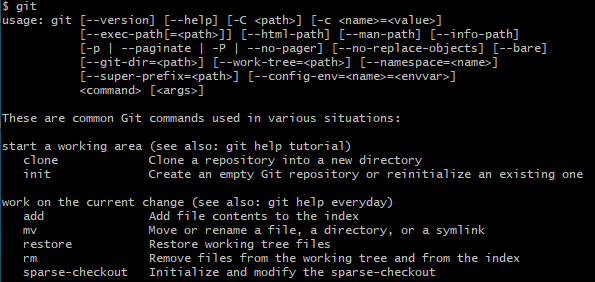 $ git
usage: git [--version] [--help] [-C <path>] [-c <name>=<value>]
           [--exec-path[=<path>]] [--html-path] [--man-path] [--info-path]
           [-p | --paginate | -P | --no-pager] [--no-replace-objects] [--bare]
           [--git-dir=<path>] [--work-tree=<path>] [--namespace=<name>]
           [--super-prefix=<path>] [--config-env=<name>=<envvar>]
           <command> [<args>]

These are common Git commands used in various situations:

start a working area (see also: git help tutorial)
   clone             Clone a repository into a new directory
   init              Create an empty Git repository or reinitialize an existing one

work on the current change (see also: git help everyday)
   add               Add file contents to the index
   mv                Move or rename a file, a directory, or a symlink
   restore           Restore working tree files
   rm                Remove files from the working tree and from the index
   sparse-checkout   Initialize and modify the sparse-checkout